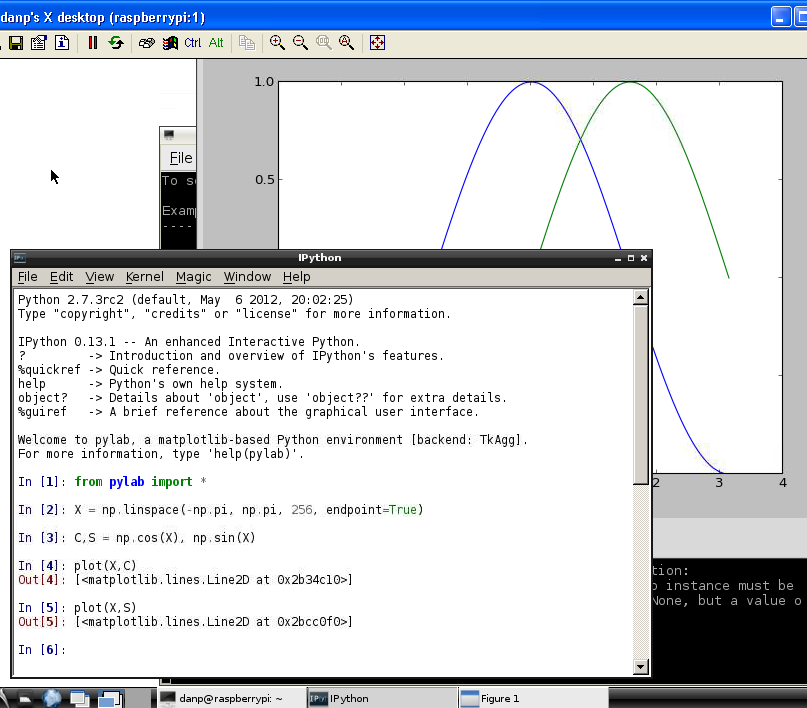 danp's X desktop (raspberrypi:1)
Ctrl Alt
1.0
0.5
File
To s
Exam
----
IPython
File Edit View Kernel Magic Window Help
Python 2.7.3rc2 (default, May  6 2012, 20:02:25)
Type "copyright", "credits" or "license" for more information.
IPython 0.13.1 -- An enhanced Interactive Python.
?         -> Introduction and overview of IPython's features.
%quickref -> Quick reference.
help      -> Python's own help system.
object?   -> Details about 'object', use 'object??' for extra details.
%guiref   -> A brief reference about the graphical user interface.
Welcome to pylab, a matplotlib-based Python environment [backend: TkAgg].
For more information, type 'help(pylab)'.
In [1]: from pylab import *
In [2]: X = np.linspace(-np.pi, np.pi, 256, endpoint=True)
In [3]: C,S = np.cos(X), np.sin(X)
In [4]: plot(X,C)
Out[4]: [<matplotlib.lines.Line2D at 0x2b34c10>]
In [5]: plot(X,S)
Out[5]: [<matplotlib.lines.Line2D at 0x2bcc0f0>]
In [6]:
2 3 4
tion:
instance must be
None, but a value o
danp@raspberrypi: ~
IPython
Figure 1